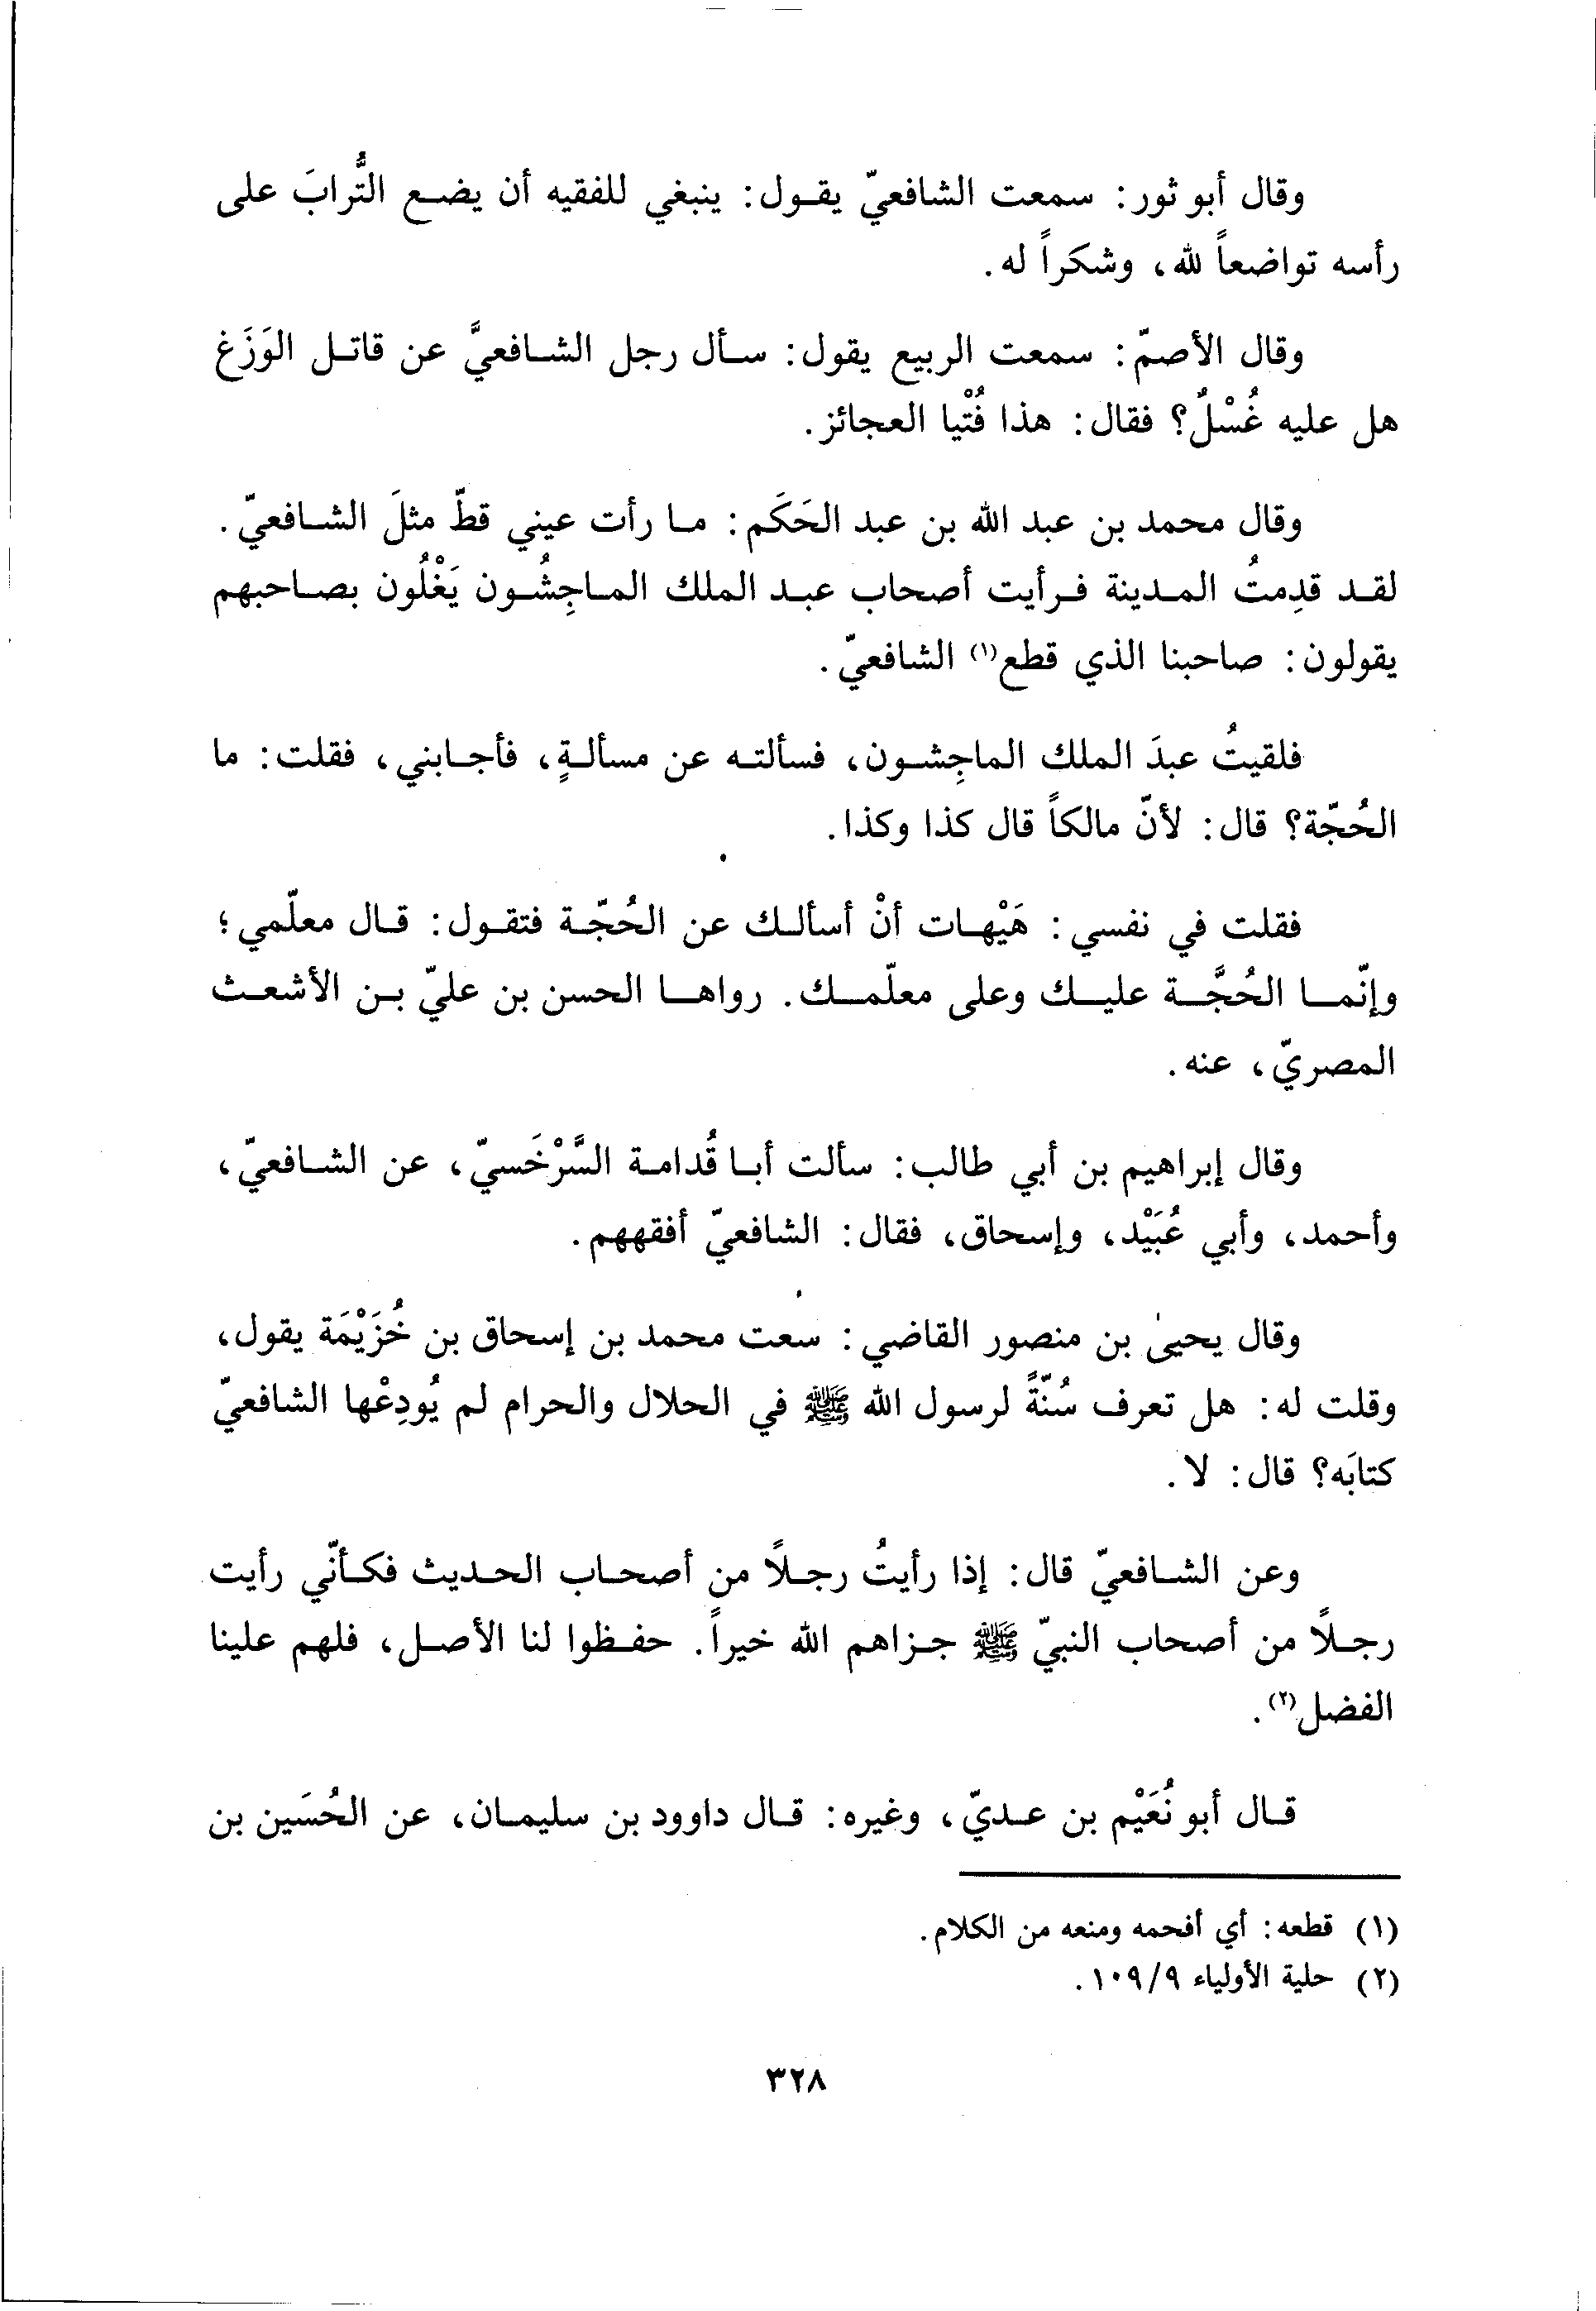 وقال أبو ثور: سمعت الشافعيّ يقول: ينبغي للفقيه أن يضع التُّرابَ على
رأسه تواضعاً لله، وشكراً له.
وقال الأصمّ: سمعت الربيع يقول: سأل رجل الشافعيَّ عن قاتل الوَزَغ
هل عليه غُسْلٌ؟ فقال: هذا فُتْيا العجائز.
وقال محمد بن عبد الله بن عبد الحَكَم: ما رأت عيني قطّ مثلَ الشافعيّ.
لقد قدِمتُ المدينة فرأيت أصحاب عبد الملك الماجِشُون يَغْلُون بصاحبهم
يقولون: صاحبنا الذي قطع(١) الشافعيّ.
فلقيتُ عبدَ الملك الماجِشون، فسألته عن مسألةٍ، فأجابني، فقلت: ما
الحُجّة؟ قال: لأنّ مالكاً قال كذا وكذا.
فقلت في نفسي: هَيْهات أنْ أسألك عن الحُجّة فتقول: قال معلّمي؛
وإنّما الحُجَّة عليك وعلى معلّمك. رواها الحسن بن عليّ بن الأشعث
المصريّ، عنه.
وقال إبراهيم بن أبي طالب: سألت أبا قُدامة السَّرْخَسيّ، عن الشافعيّ،
وأحمد، وأبي عُبَيْد، وإسحاق، فقال: الشافعيّ أفقههم.
وقال يحيىٰ بن منصور القاضي: سعت محمد بن إسحاق بن خُزَيْمَة يقول،
وقلت له: هل تعرف سُنّةً لرسول الله ﷺ في الحلال والحرام لم يُودِعْها الشافعيّ
كتابَه؟ قال: لا.
وعن الشافعيّ قال: إذا رأيتُ رجلاً من أصحاب الحديث فكأنّي رأيت
رجلاً من أصحاب النبيّ ﷺ جزاهم الله خيراً. حفظوا لنا الأصل، فلهم علينا
الفضل(٢).
قال أبو نُعَيْم بن عديّ، وغيره: قال داوود بن سليمان، عن الحُسَين بن
(١) قطعه: أي أفحمه ومنعه من الكلام.
(٢) حلية الأولياء ١٠٩/٩.
٣٢٨